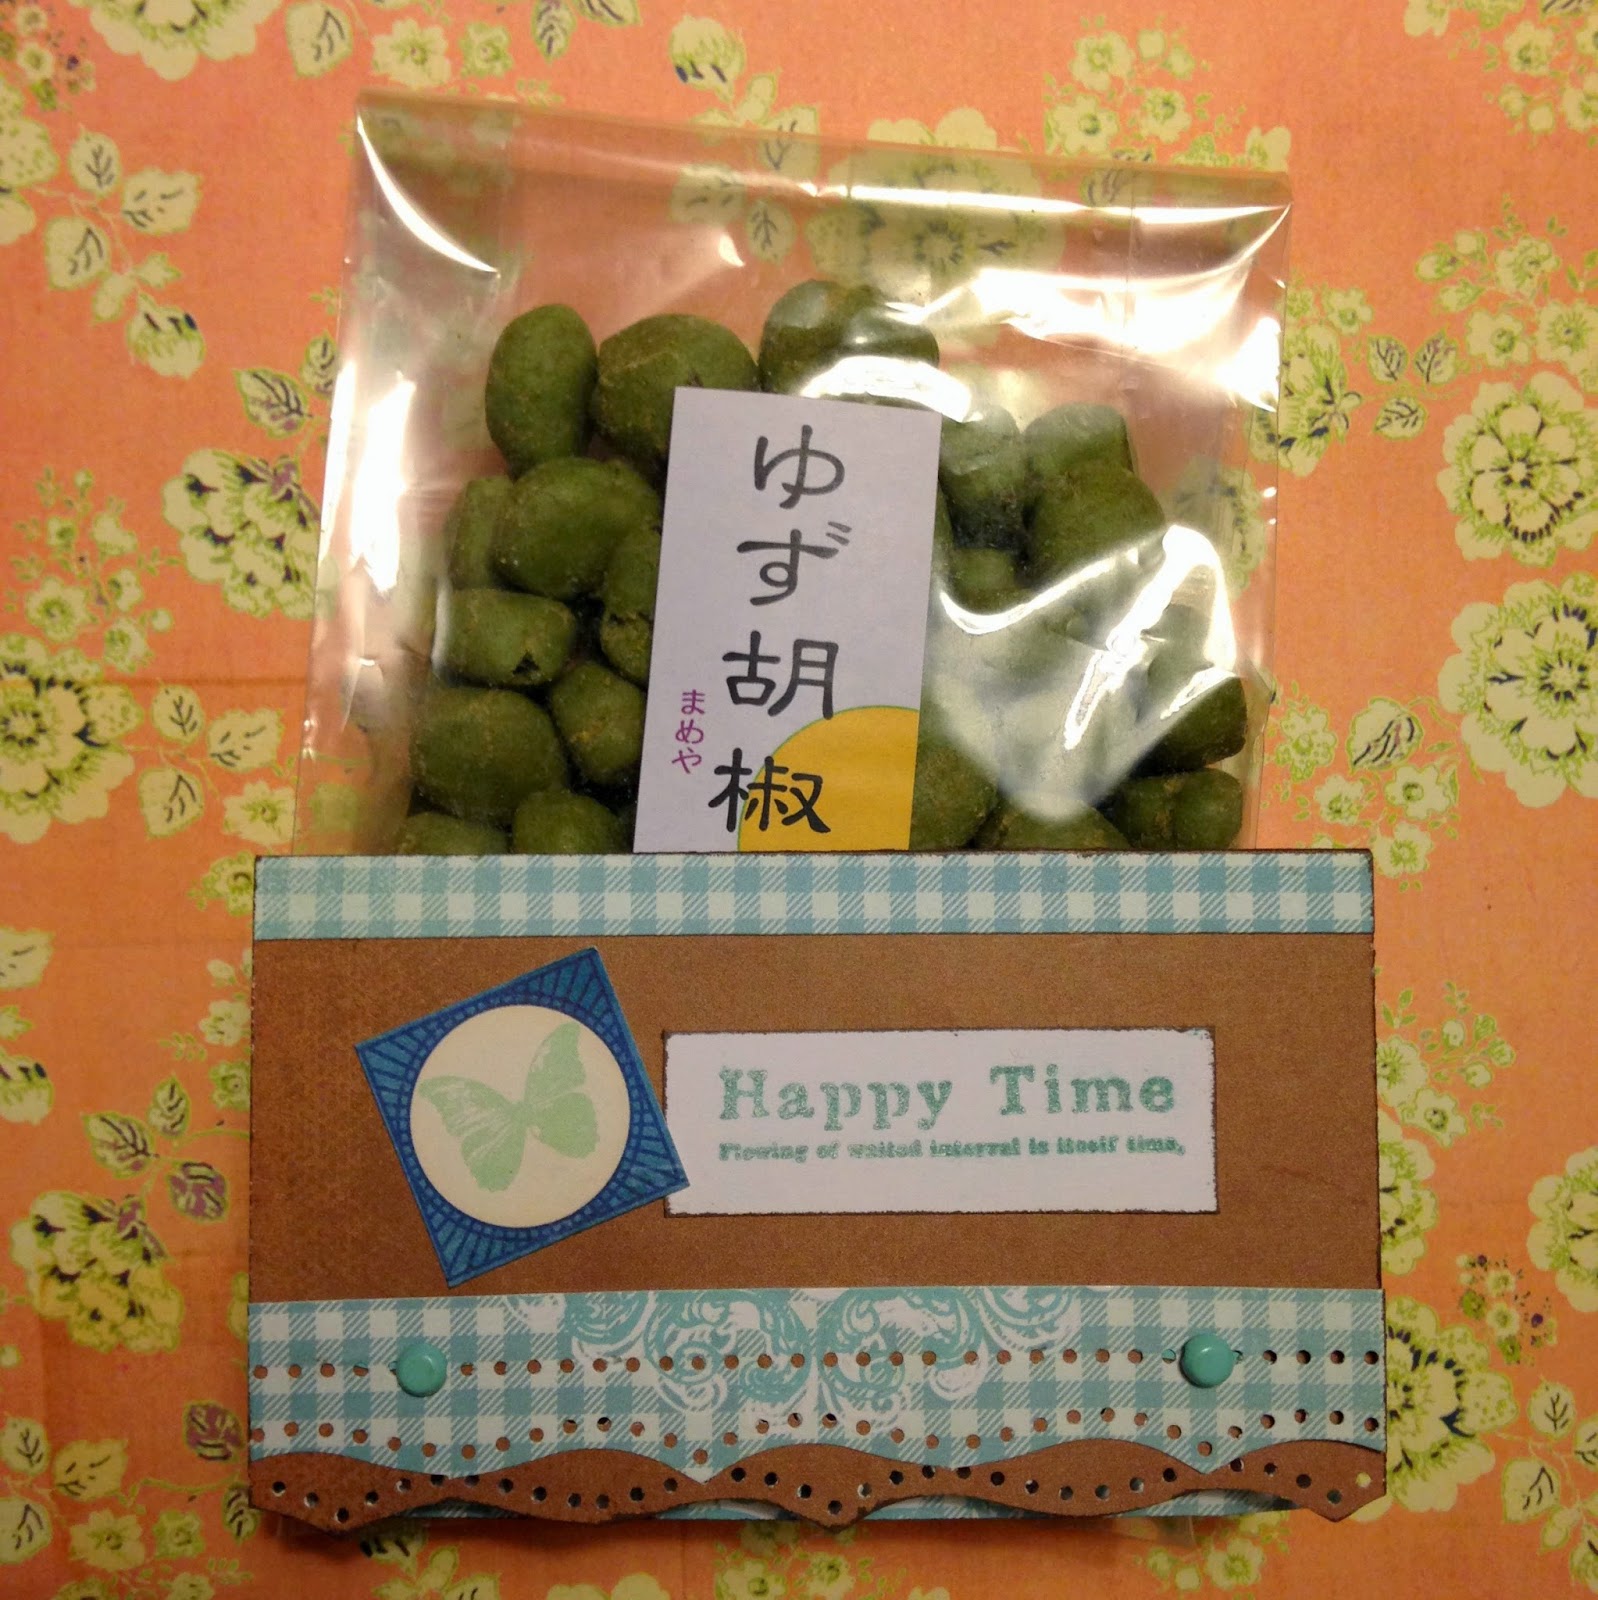 ゆず胡椒
まめや
Happy Time
Flowing of waited interval is itself time,